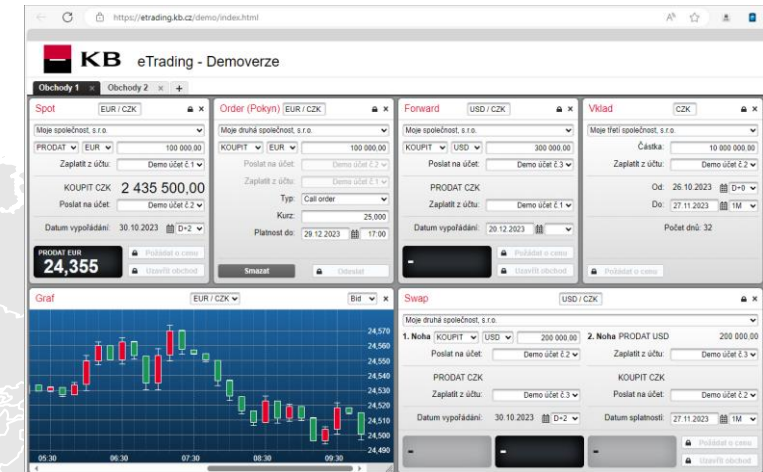 https://etrading.kb.cz/demo/index.html
KB eTrading - Demoverze
Obchody 1 × Obchody 2 × +
Spot EUR / CZK
Moje společnost, s.r.o.
PRODAT EUR 100 000,00
Zaplatit z účtu: Demo účet č.1
KOUPIT CZK 2 435 500,00
Poslat na účet: Demo účet č.2
Datum vypořádání: 30.10.2023 D+2
PRODAT EUR
24,355
Požádat o cenu
Uzavřít obchod
Order (Pokyn) EUR / CZK
Moje druhá společnost, s.r.o.
KOUPIT EUR 100 000,00
Poslat na účet: Demo účet č.2
Zaplatit z účtu: Demo účet č.1
Typ: Call order
Kurz: 25,000
Platnost do: 29.12.2023 17:00
Smazat Odeslat
Forward USD / CZK
Moje společnost, s.r.o.
KOUPIT USD 300 000,00
Poslat na účet: Demo účet č.3
PRODAT CZK
Zaplatit z účtu: Demo účet č.1
Datum vypořádání: 20.12.2023
-
Požádat o cenu
Uzavřít obchod
Vklad CZK
Moje třetí společnost, s.r.o.
Částka: 10 000 000,00
Zaplatit z účtu: Demo účet č.2
Od: 26.10.2023 D+0
Do: 27.11.2023 1M
Počet dnů: 32
Požádat o cenu
Graf EUR / CZK Bid
24,570
24,560
24,550
24,540
24,530
24,520
24,510
24,500
24,490
05:30 06:30 07:30 08:30 09:30
Swap USD / CZK
Moje druhá společnost, s.r.o.
1. Noha KOUPIT USD 200 000,00 2. Noha PRODAT USD 200 000,00
Poslat na účet: Demo účet č.2 Zaplatit z účtu: Demo účet č.3
PRODAT CZK KOUPIT CZK
Zaplatit z účtu: Demo účet č.3 Poslat na účet: Demo účet č.2
Datum vypořádání: 30.10.2023 D+2 Datum splatnosti: 27.11.2023 1M
- - -
Požádat o cenu
Uzavřít obchod